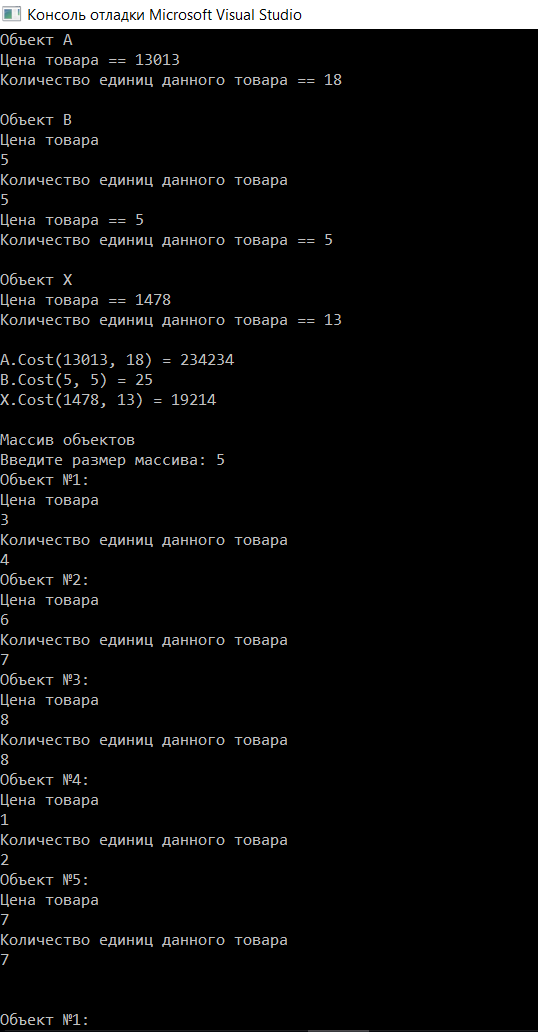 Консоль отладки Microsoft Visual Studio
Объект A
Цена товара == 13013
Количество единиц данного товара == 18
Объект B
Цена товара
5
Количество единиц данного товара
5
Цена товара == 5
Количество единиц данного товара == 5
Объект X
Цена товара == 1478
Количество единиц данного товара == 13
A.Cost(13013, 18) = 234234
B.Cost(5, 5) = 25
X.Cost(1478, 13) = 19214
Массив объектов
Введите размер массива: 5
Объект №1:
Цена товара
3
Количество единиц данного товара
4
Объект №2:
Цена товара
6
Количество единиц данного товара
7
Объект №3:
Цена товара
8
Количество единиц данного товара
8
Объект №4:
Цена товара
1
Количество единиц данного товара
2
Объект №5:
Цена товара
7
Количество единиц данного товара
7
Объект №1: